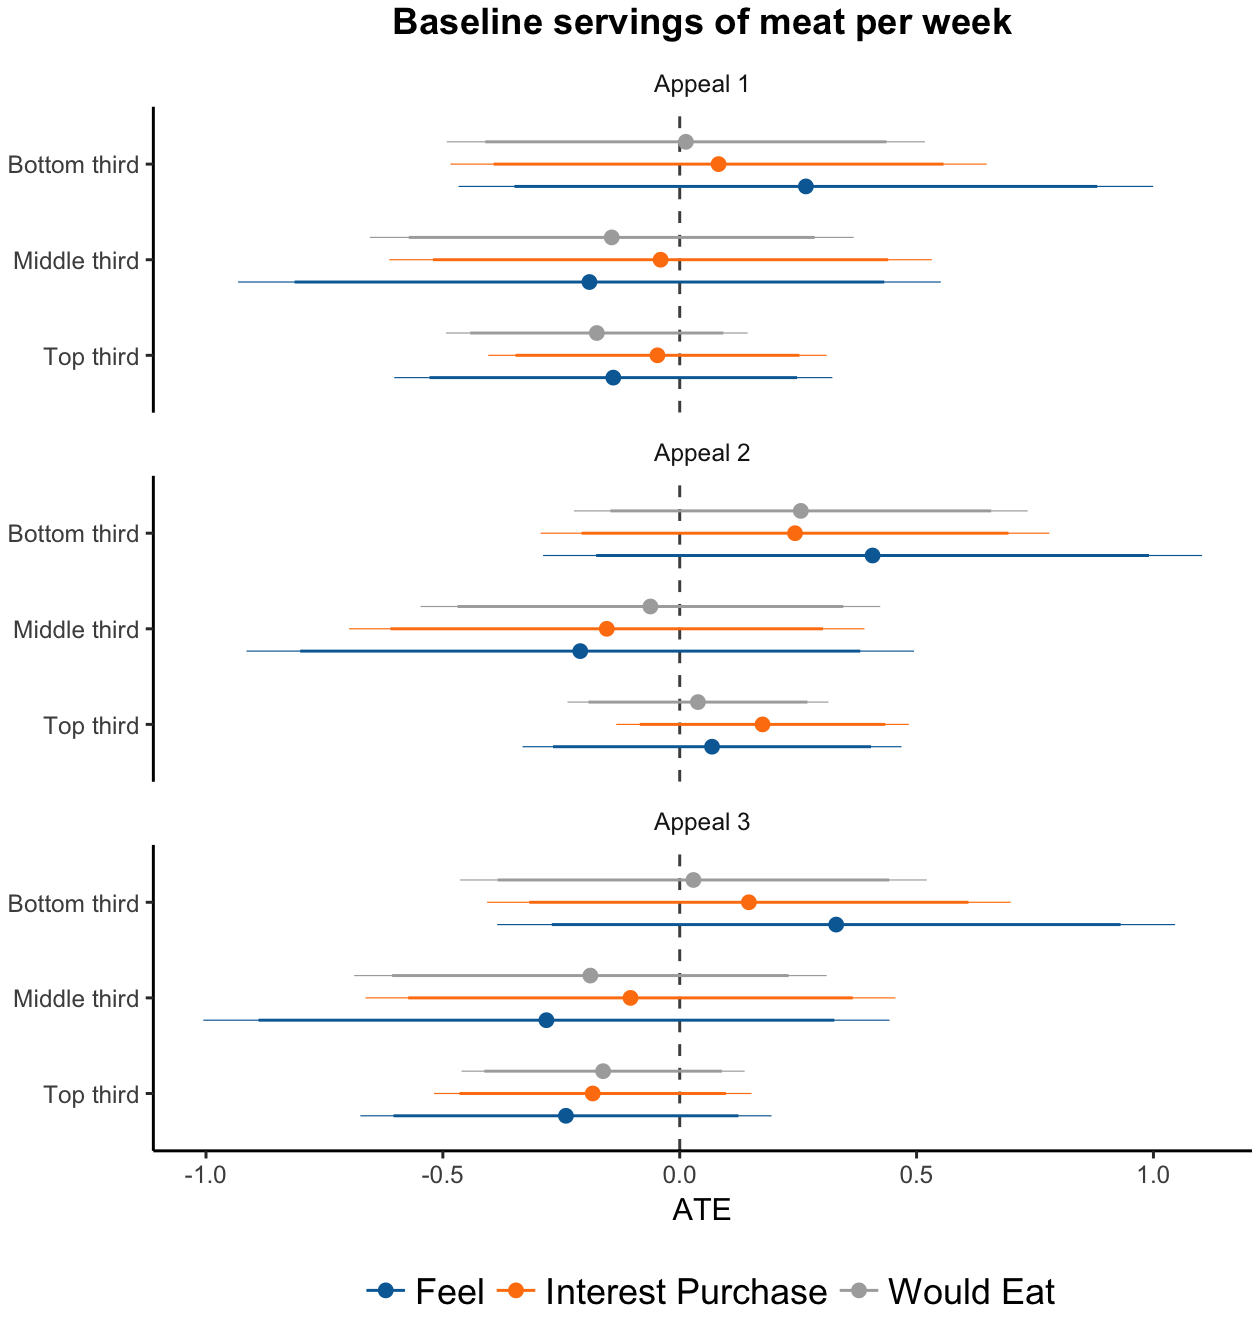 Baseline servings of meat per week
Appeal 1
Bottom third
Middle third
Top third
Appeal 2
Bottom third
Middle third
Top third
Appeal 3
Bottom third
Middle third
Top third
-1.0 -0.5 0.0 0.5 1.0
ATE
Feel Interest Purchase Would Eat